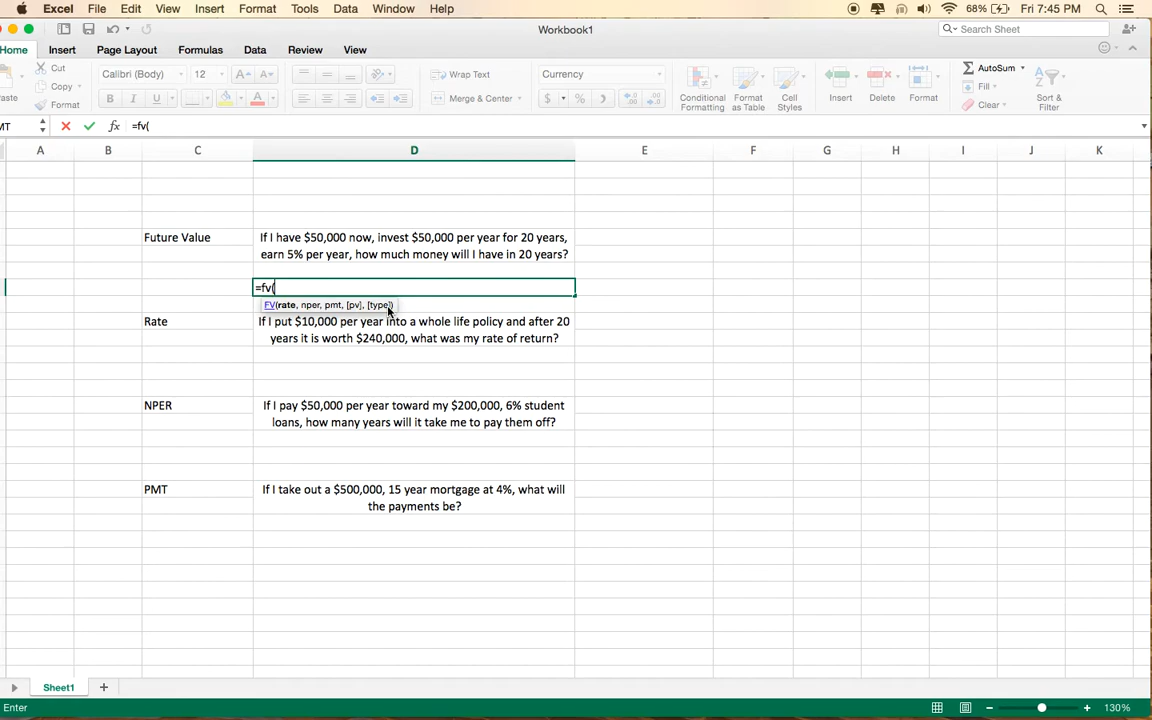 Excel File Edit View Insert Format Tools Data Window Help 68% Fri 7:45 PM
Workbook1 Search Sheet
Home Insert Page Layout Formulas Data Review View
Cut
Copy
Format
Calibri (Body) 12 A A
B I U A
Wrap Text
Merge & Center
Currency
$ %
Conditional Formatting
Format as Table
Cell Styles
Insert Delete Format
AutoSum
Fill
Clear
Sort & Filter
MT fx =fv(
A B C D E F G H I J K
Future Value If I have $50,000 now, invest $50,000 per year for 20 years,
earn 5% per year, how much money will I have in 20 years?
=fv(
FV(rate, nper, pmt, [pv], [type])
Rate If I put $10,000 per year into a whole life policy and after 20
years it is worth $240,000, what was my rate of return?
NPER If I pay $50,000 per year toward my $200,000, 6% student
loans, how many years will it take me to pay them off?
PMT If I take out a $500,000, 15 year mortgage at 4%, what will
the payments be?
Sheet1 +
Enter 130%